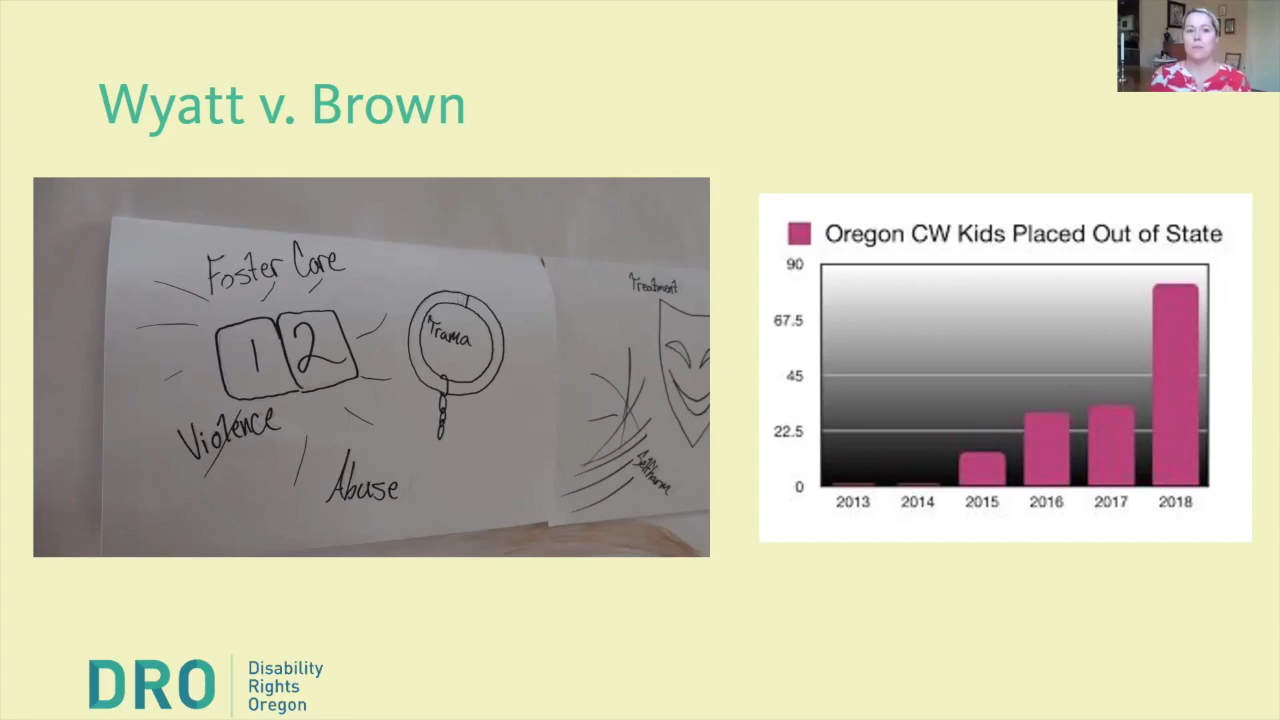 Wyatt v. Brown
Foster Care
1 2
Trama
Violence
Abuse
Treatment
Selfharm
Oregon CW Kids Placed Out of State
90
67.5
45
22.5
0
2013 2014 2015 2016 2017 2018
DRO
Disability
Rights
Oregon